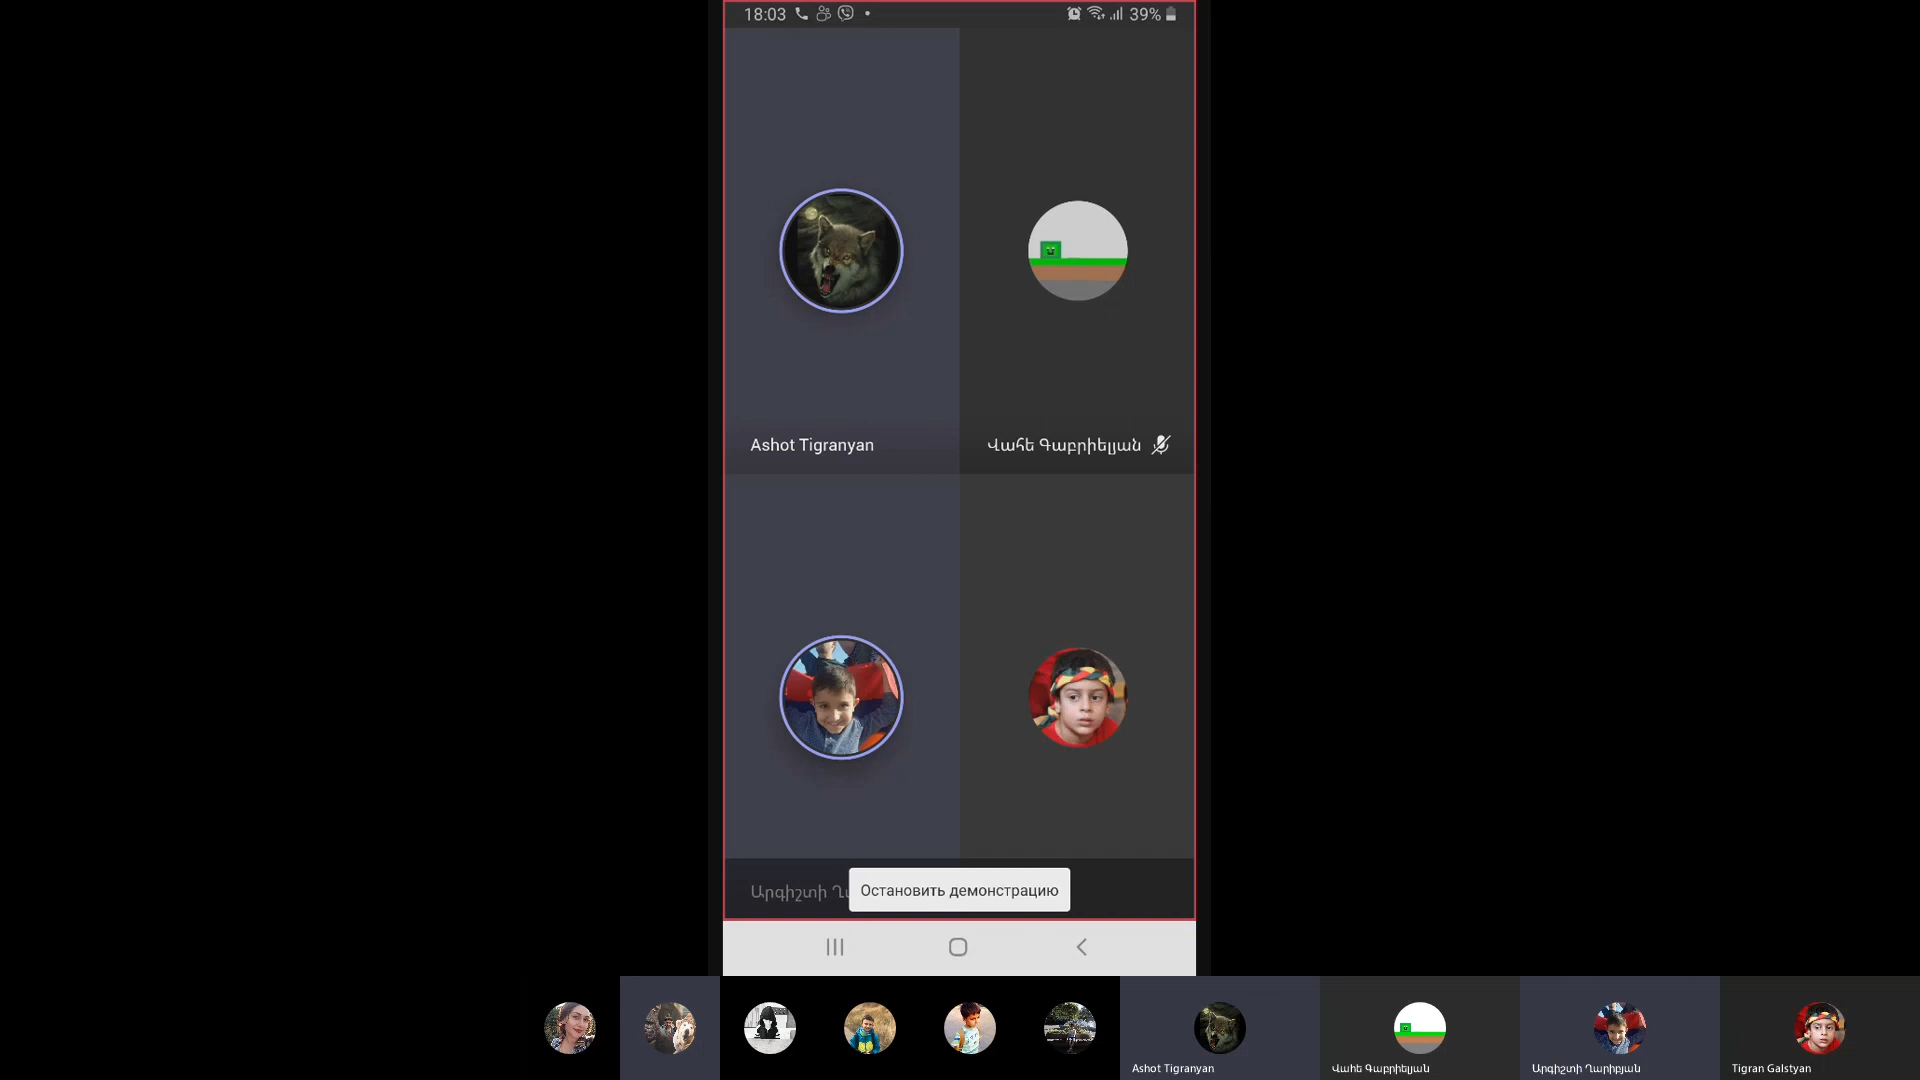 18:03
39%
Ashot Tigranyan
Վահե Գաբրիելյան
Արգիշտի
Остановить демонстрацию
Ashot Tigranyan
Վահե Գաբրիելյան
Արգիշտի Ղարիբյան
Tigran Galstyan